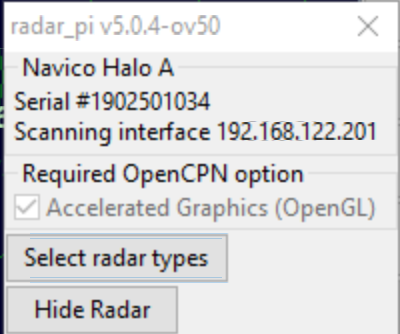 radar_pi v5.0.4-ov50
Navico Halo A
Serial #1902501034
Scanning interface 192.168.122.201
Required OpenCPN option
Accelerated Graphics (OpenGL)
Select radar types
Hide Radar